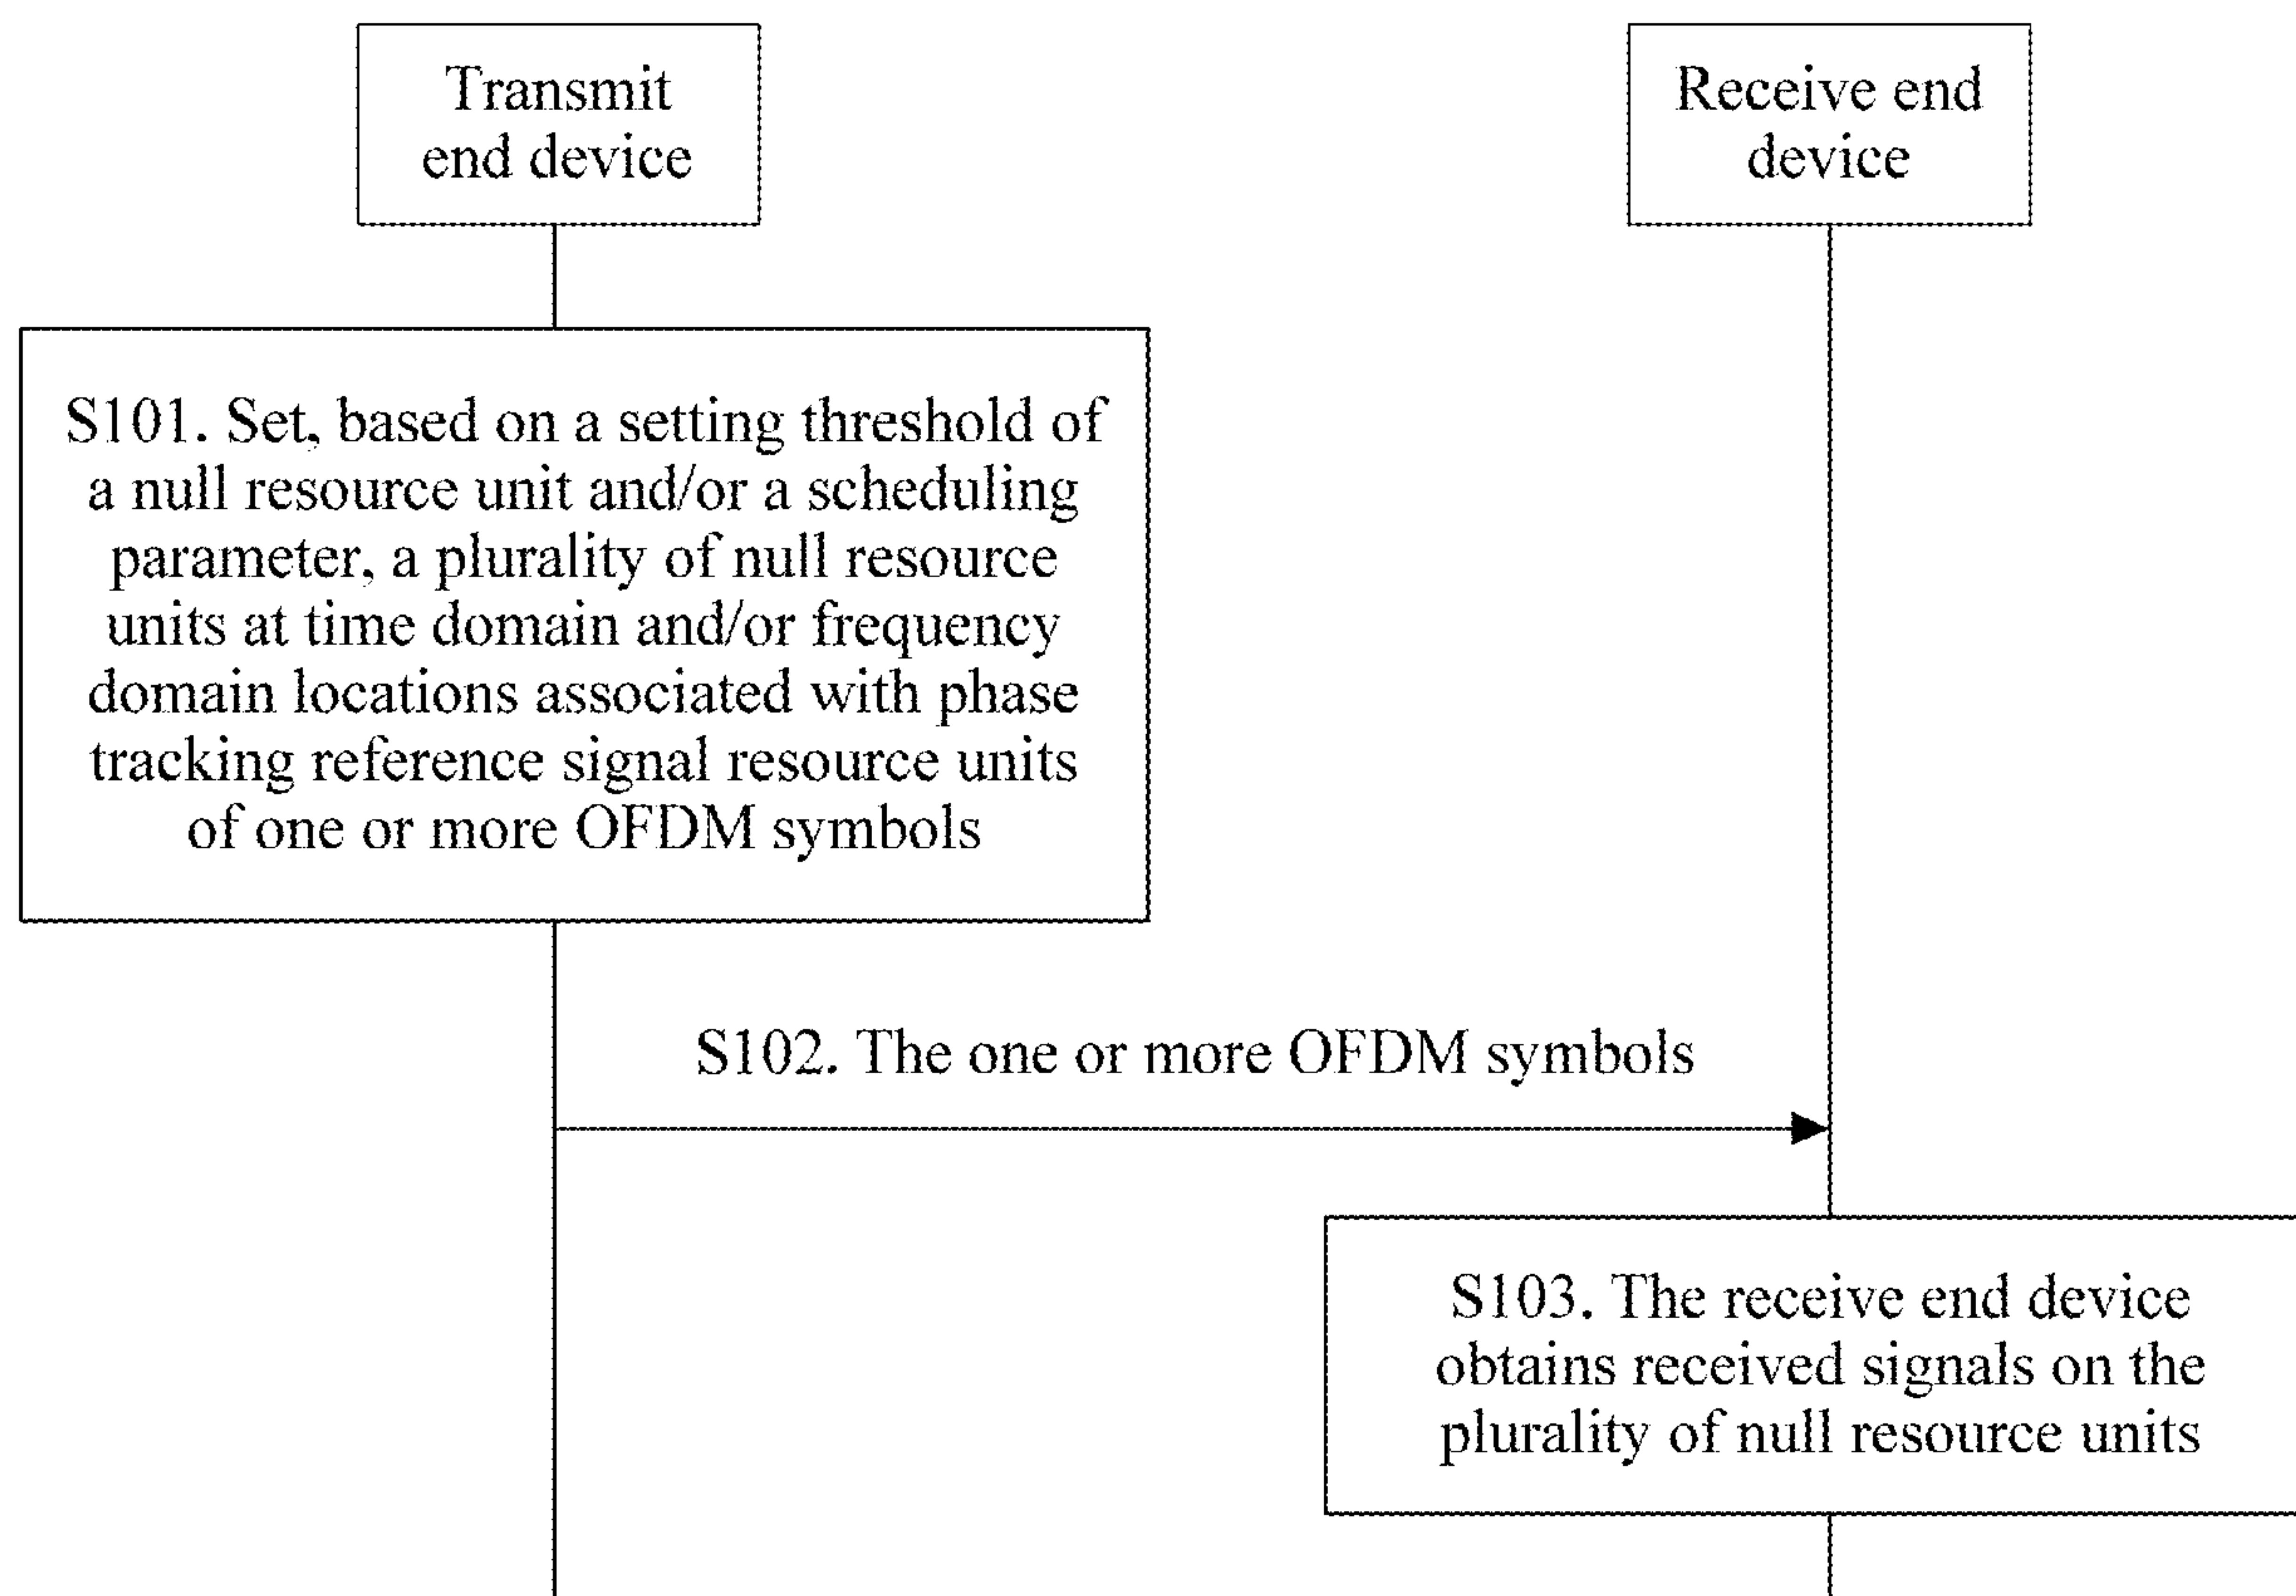 Transmit
end device
Receive end
device
S101. Set, based on a setting threshold of
a null resource unit and/or a scheduling
parameter, a plurality of null resource
units at time domain and/or frequency
domain locations associated with phase
tracking reference signal resource units
of one or more OFDM symbols
S102. The one or more OFDM symbols
S103. The receive end device
obtains received signals on the
plurality of null resource units